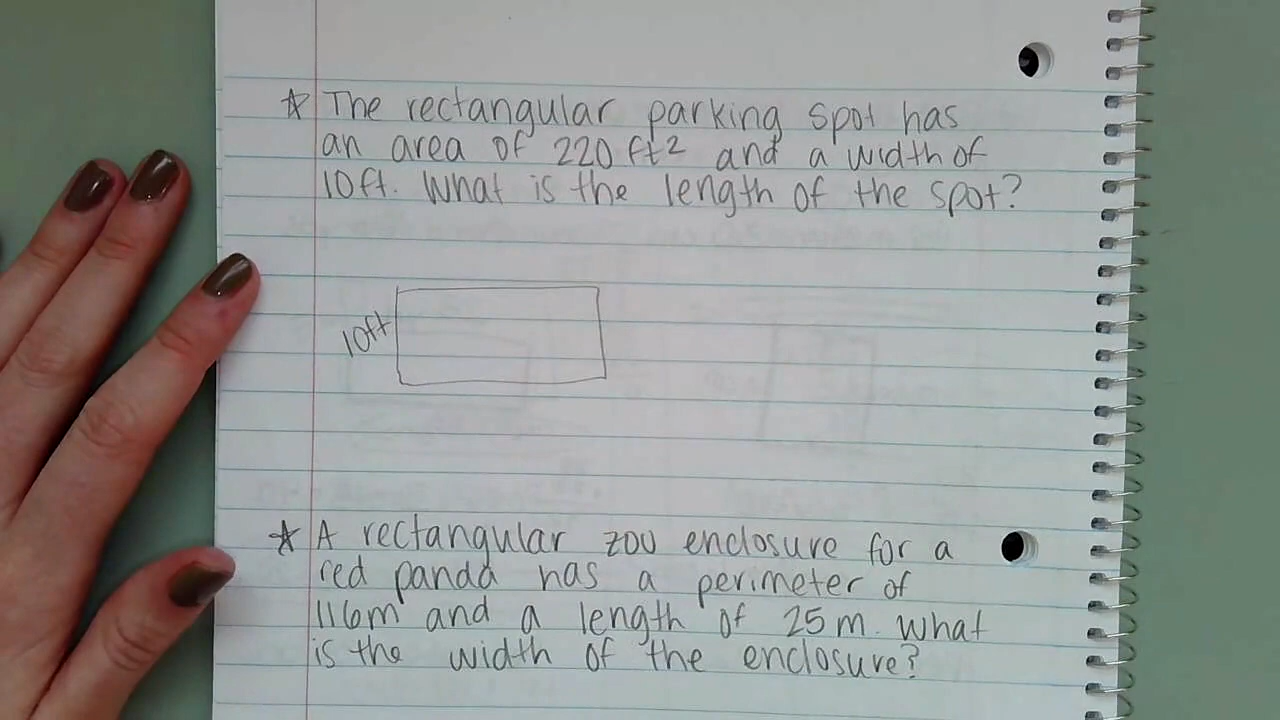 ☆ The rectangular parking spot has
an area of 220 ft² and a width of
10ft. What is the length of the spot?
10ft
☆ A rectangular zoo enclosure for a
red panda has a perimeter of
116m and a length of 25m. What
is the width of the enclosure?